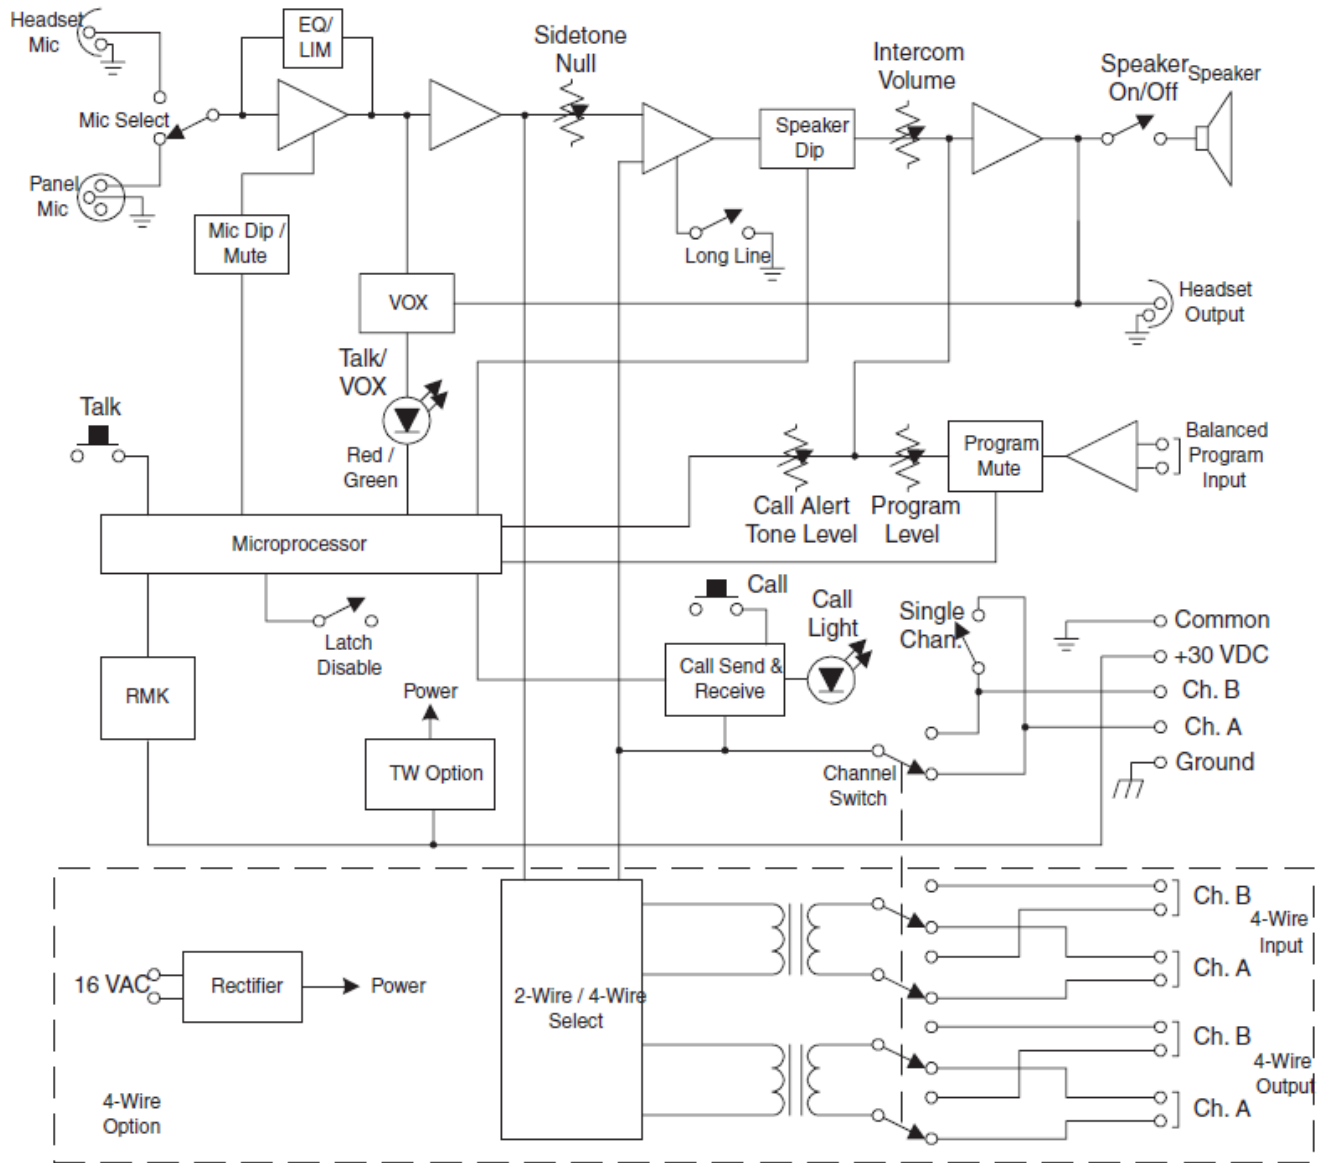 Headset
Mic
EQ/
LIM
Sidetone
Null
Intercom
Volume
Speaker
On/Off
Speaker
Mic Select
Speaker
Dip
Panel
Mic
Mic Dip /
Mute
Long Line
VOX
Headset
Output
Talk/
VOX
Talk
Red /
Green
Program
Mute
Balanced
Program
Input
Call Alert
Tone Level
Program
Level
Microprocessor
Call
Call
Light
Single
Chan.
Common
+30 VDC
Ch. B
Ch. A
Ground
Latch
Disable
Call Send &
Receive
RMK
Power
TW Option
Channel
Switch
Ch. B
4-Wire
Input
Ch. A
16 VAC
Rectifier
Power
2-Wire / 4-Wire
Select
Ch. B
4-Wire
Output
Ch. A
4-Wire
Option